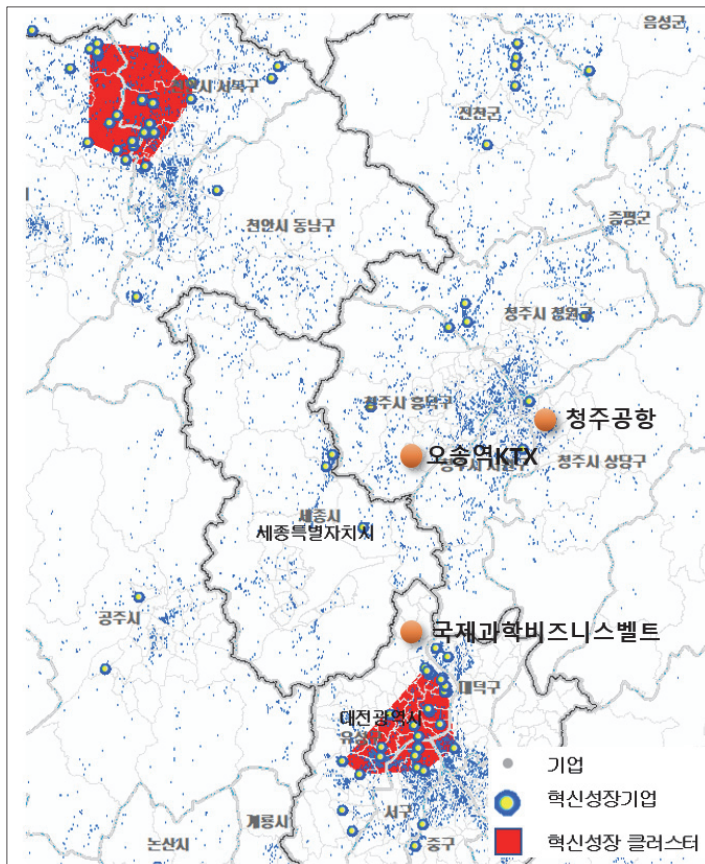 음성군
천안시 서북구
진천군
증평군
천안시 동남구
청주시 청원구
청주시 흥덕구
청주공항
오송역KTX
청주시 상당구
세종시
세종특별자치시
공주시
국제과학비즈니스벨트
대덕구
대전광역시
유성구
기업
혁신성장기업
계룡시
서구
논산시
중구
혁신성장 클러스터